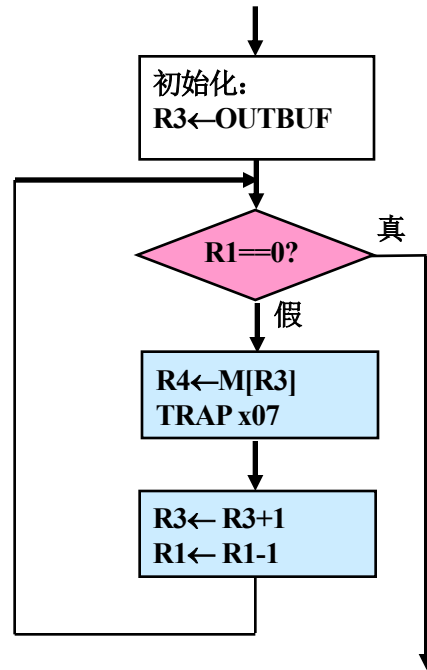 初始化：
R3←OUTBUF
R1==0?
真
假
R4←M[R3]
TRAP x07
R3← R3+1
R1← R1-1